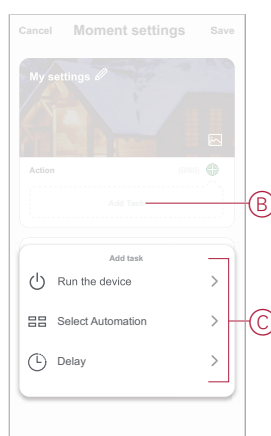 Cancel Moment settings Save
My settings
Action
Add Task
B
Add task
Run the device
Select Automation
C
Delay